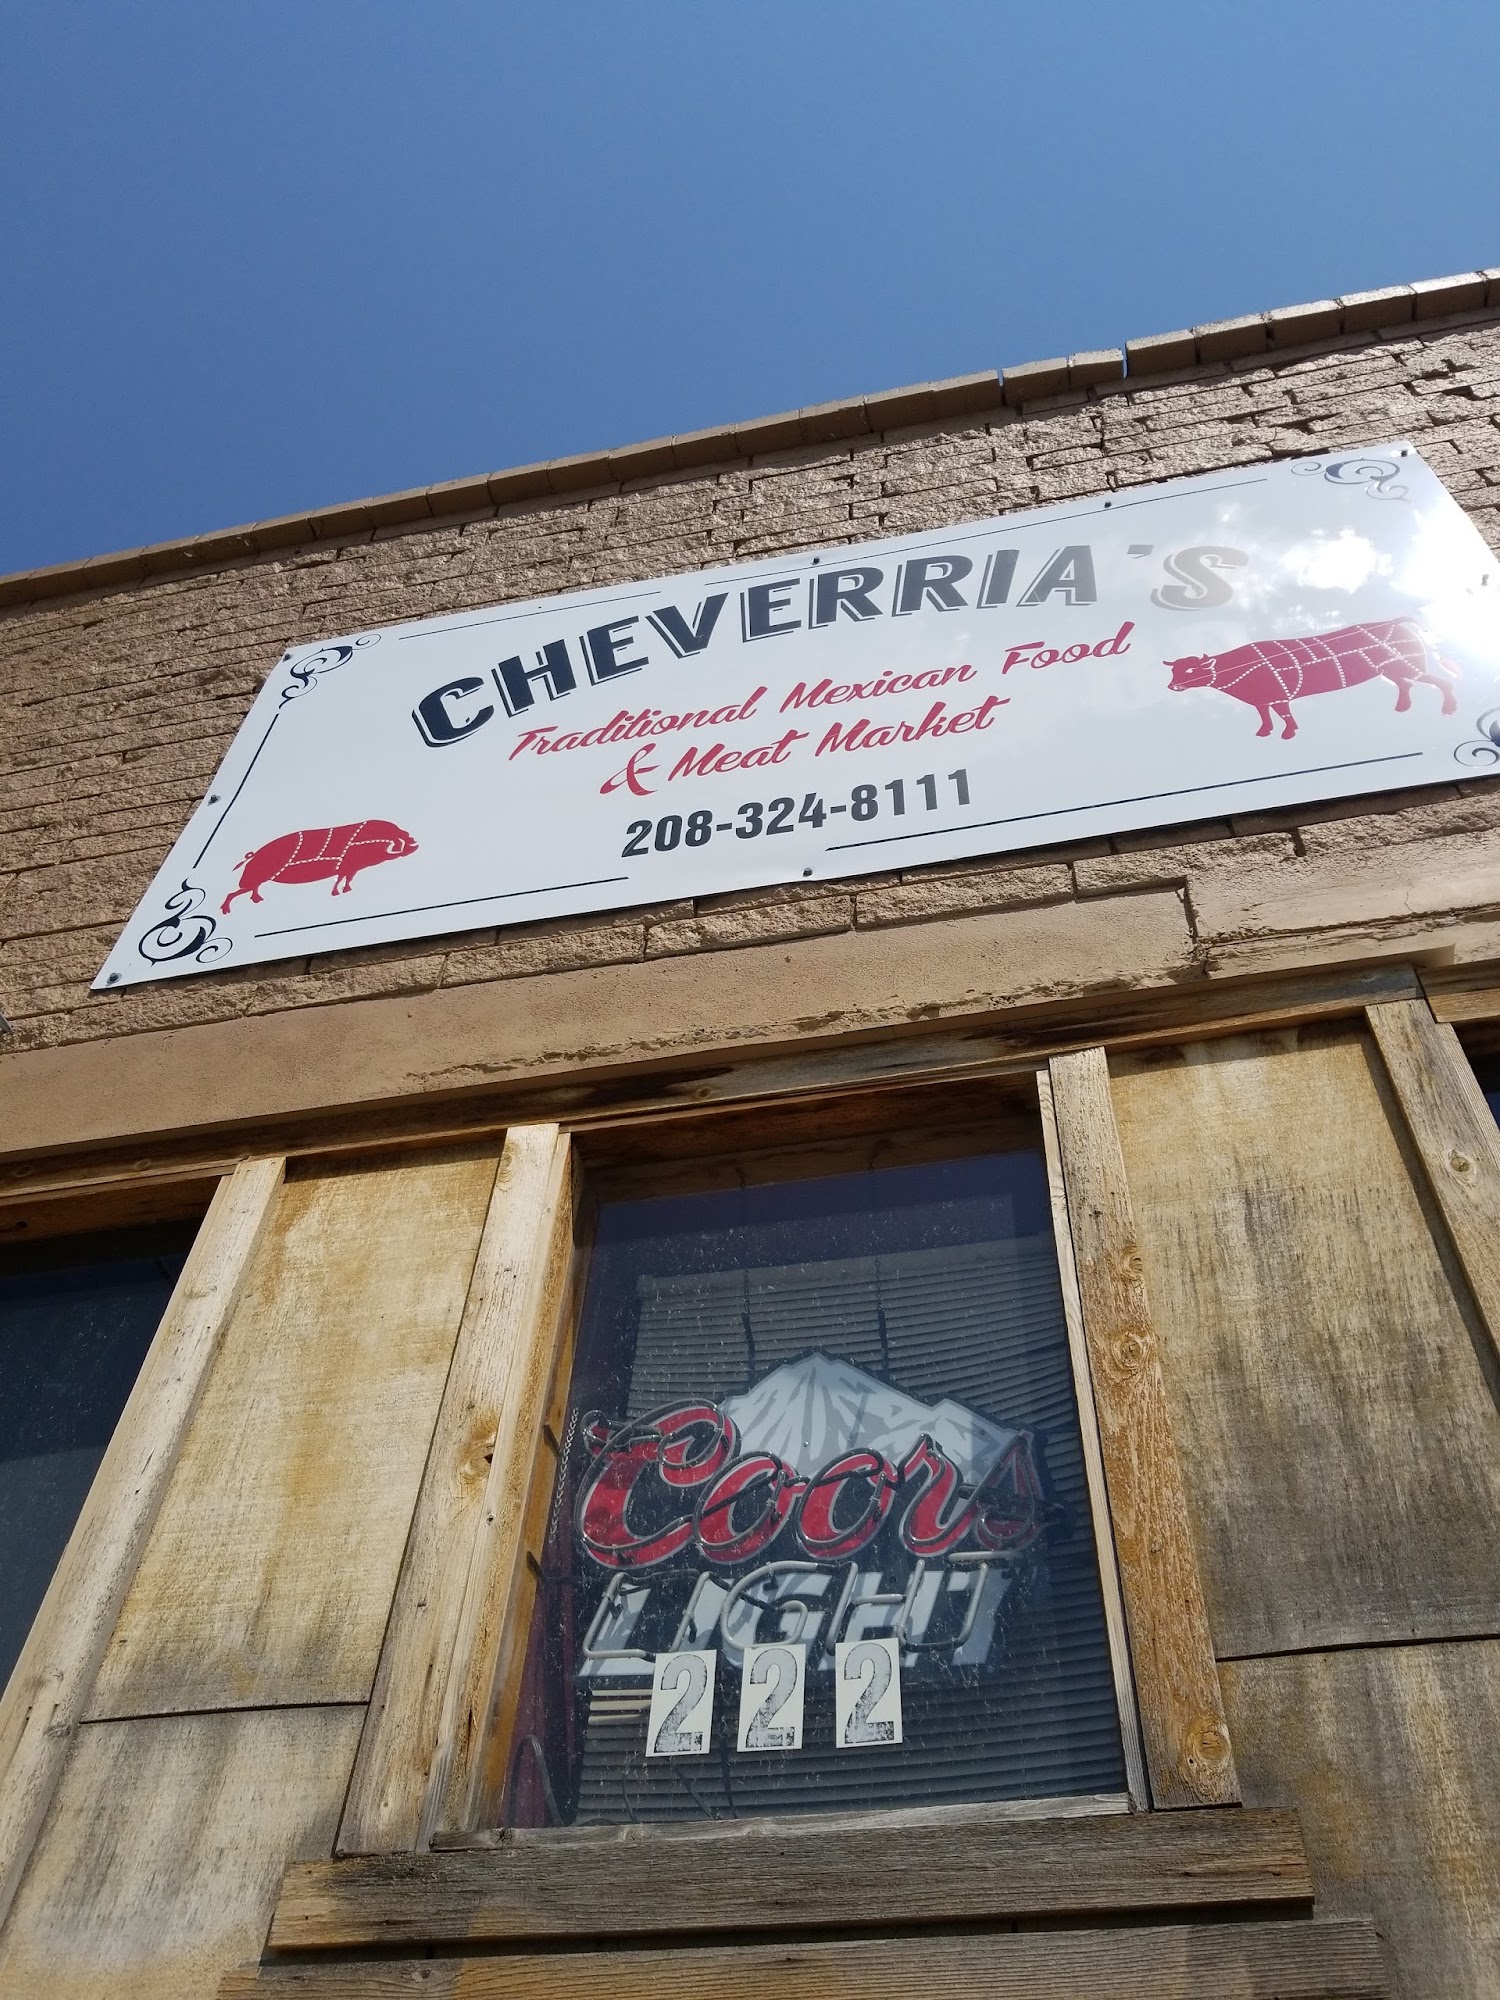 CHEVERRIA'S
Traditional Mexican Food
& Meat Market
208-324-8111
Coors
LIGHT
222